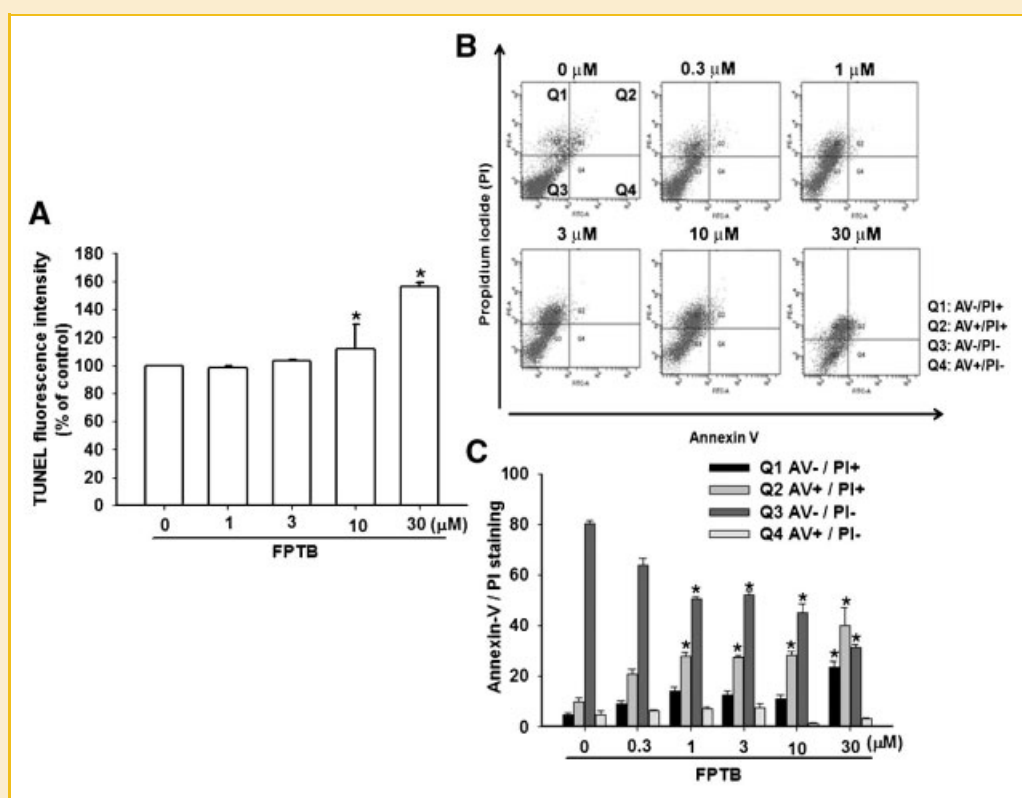 A
TUNEL fluorescence intensity
(% of control)
180
160
140
120
100
80
60
40
20
0
*
*
0 1 3 10 30 (μM)
FPTB
B
Propidium iodide (PI)
0 μM 0.3 μM 1 μM
Q1 Q2
Q3 Q4
3 μM 10 μM 30 μM
Q1: AV-/PI+
Q2: AV+/PI+
Q3: AV-/PI-
Q4: AV+/PI-
Annexin V
C
Annexin-V / PI staining
100
80
60
40
20
0
Q1 AV- / PI+
Q2 AV+ / PI+
Q3 AV- / PI-
Q4 AV+ / PI-
* * * * * * * * *
0 0.3 1 3 10 30 (μM)
FPTB